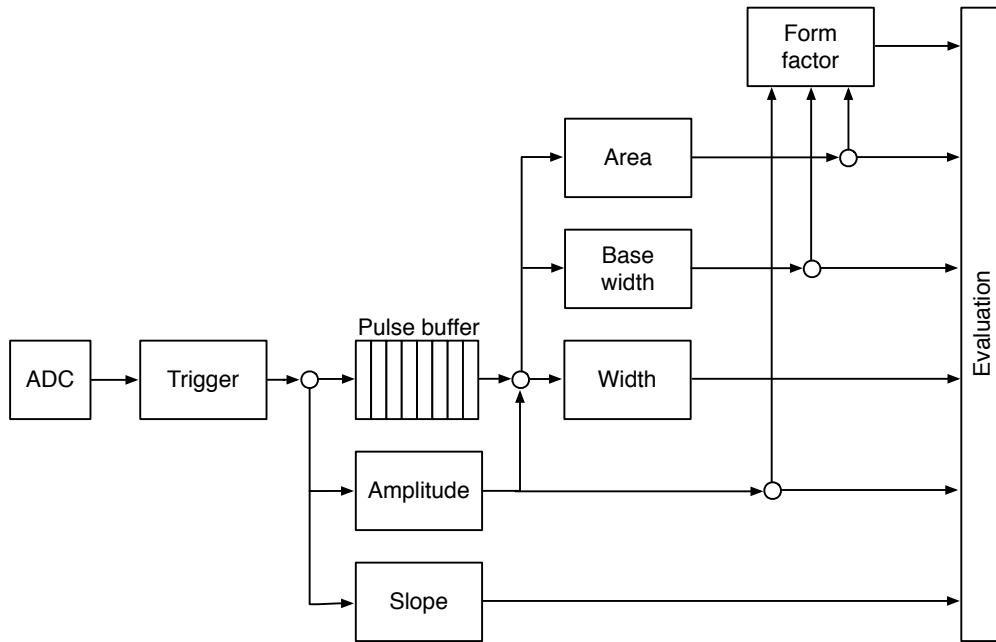 Form
factor
Area
Base
width
Pulse buffer
ADC
Trigger
Width
Amplitude
Slope
Evaluation